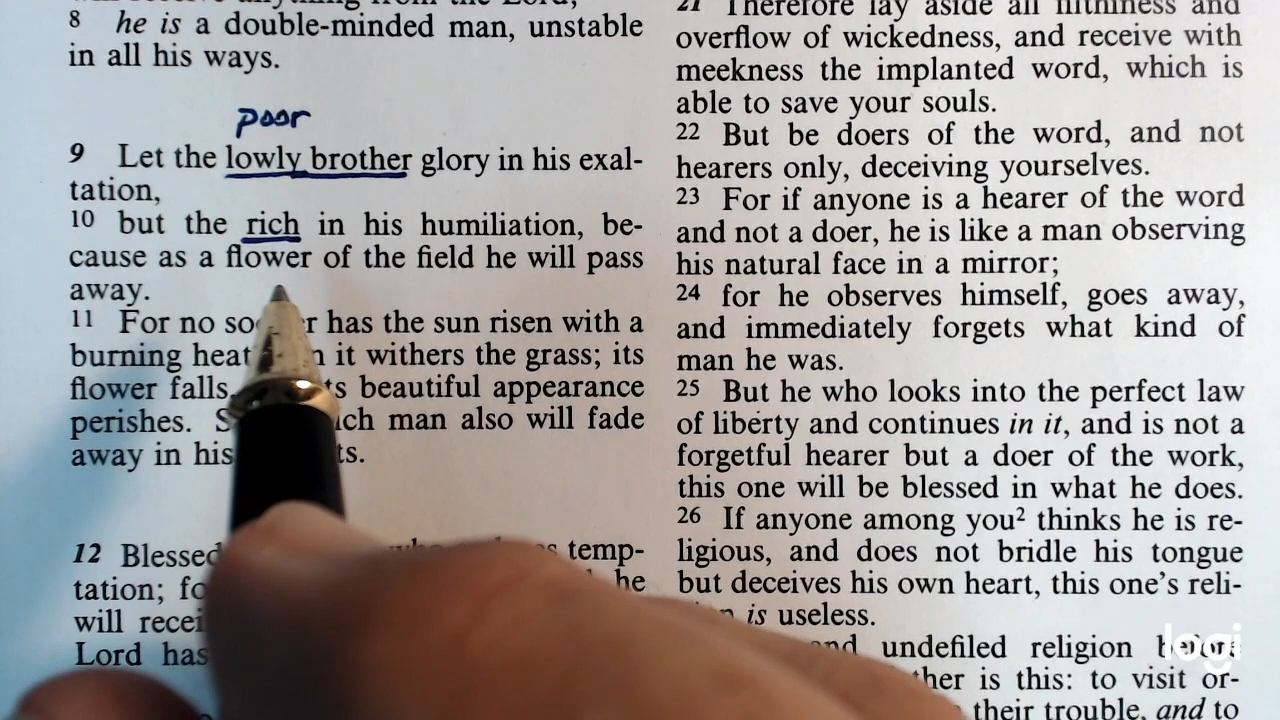 8 he is a double-minded man, unstable
in all his ways.
poor
9 Let the lowly brother glory in his exal-
tation,
10 but the rich in his humiliation, be-
cause as a flower of the field he will pass
away.
11 For no has the sun risen with a
burning heat it withers the grass; its
flower falls, beautiful appearance
perishes. man also will fade
away in his
12 Blessed temp-
tation; he
will
Lord has
21 Therefore lay aside all filthiness and
overflow of wickedness, and receive with
meekness the implanted word, which is
able to save your souls.
22 But be doers of the word, and not
hearers only, deceiving yourselves.
23 For if anyone is a hearer of the word
and not a doer, he is like a man observing
his natural face in a mirror;
24 for he observes himself, goes away,
and immediately forgets what kind of
man he was.
25 But he who looks into the perfect law
of liberty and continues in it, and is not a
forgetful hearer but a doer of the work,
this one will be blessed in what he does.
26 If anyone among you² thinks he is re-
ligious, and does not bridle his tongue
but deceives his own heart, this one's reli-
is useless.
and undefiled religion before
is this: to visit or-
their trouble, and to
logi